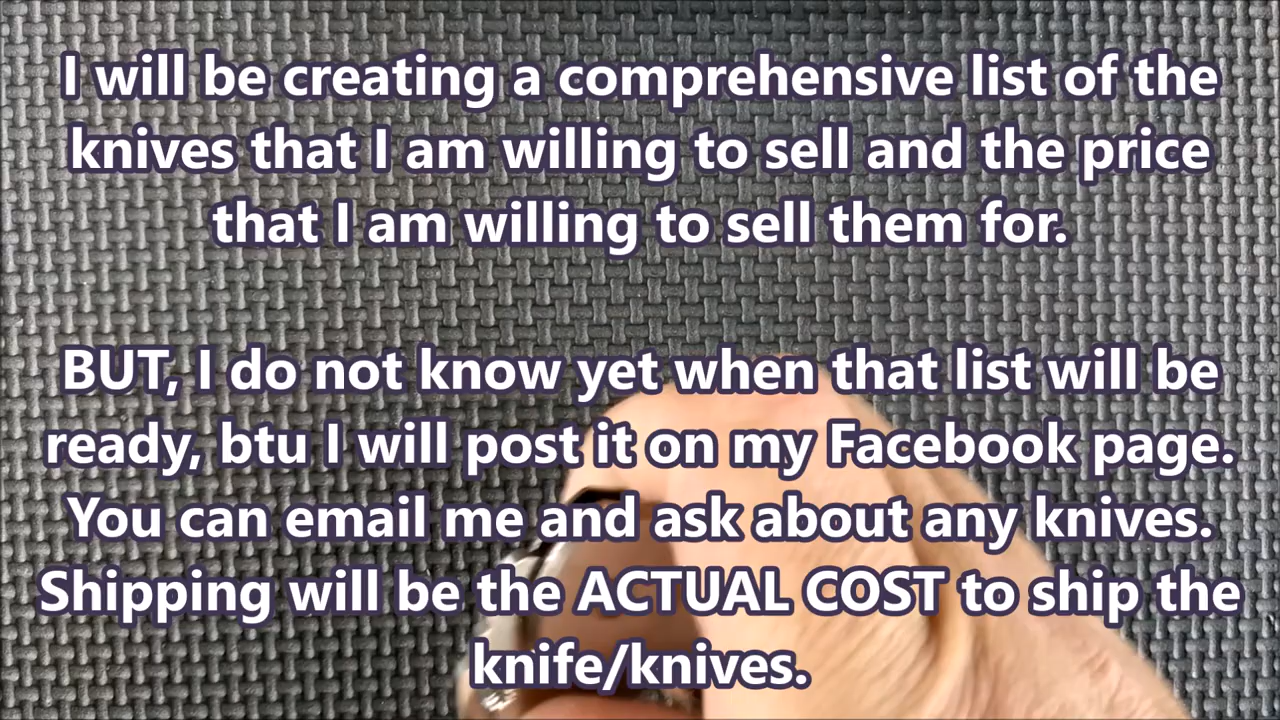 I will be creating a comprehensive list of the
knives that I am willing to sell and the price
that I am willing to sell them for.
BUT, I do not know yet when that list will be
ready, btu I will post it on my Facebook page.
You can email me and ask about any knives.
Shipping will be the ACTUAL COST to ship the
knife/knives.